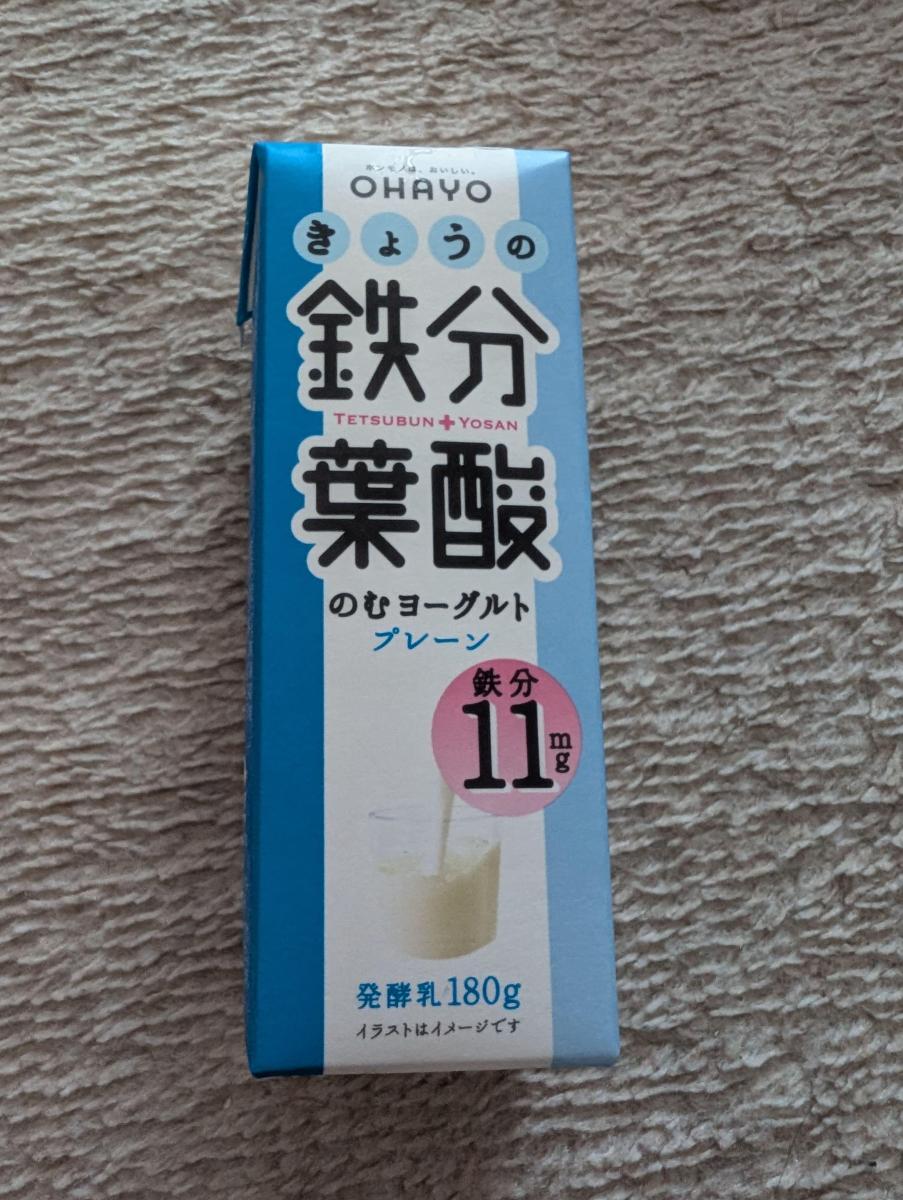 ホンモノは、おいしい。
OHAYO
きょうの
鉄分
TETSUBUN + YOSAN
葉酸
のむヨーグルト
プレーン
鉄分
11mg
発酵乳180g
イラストはイメージです